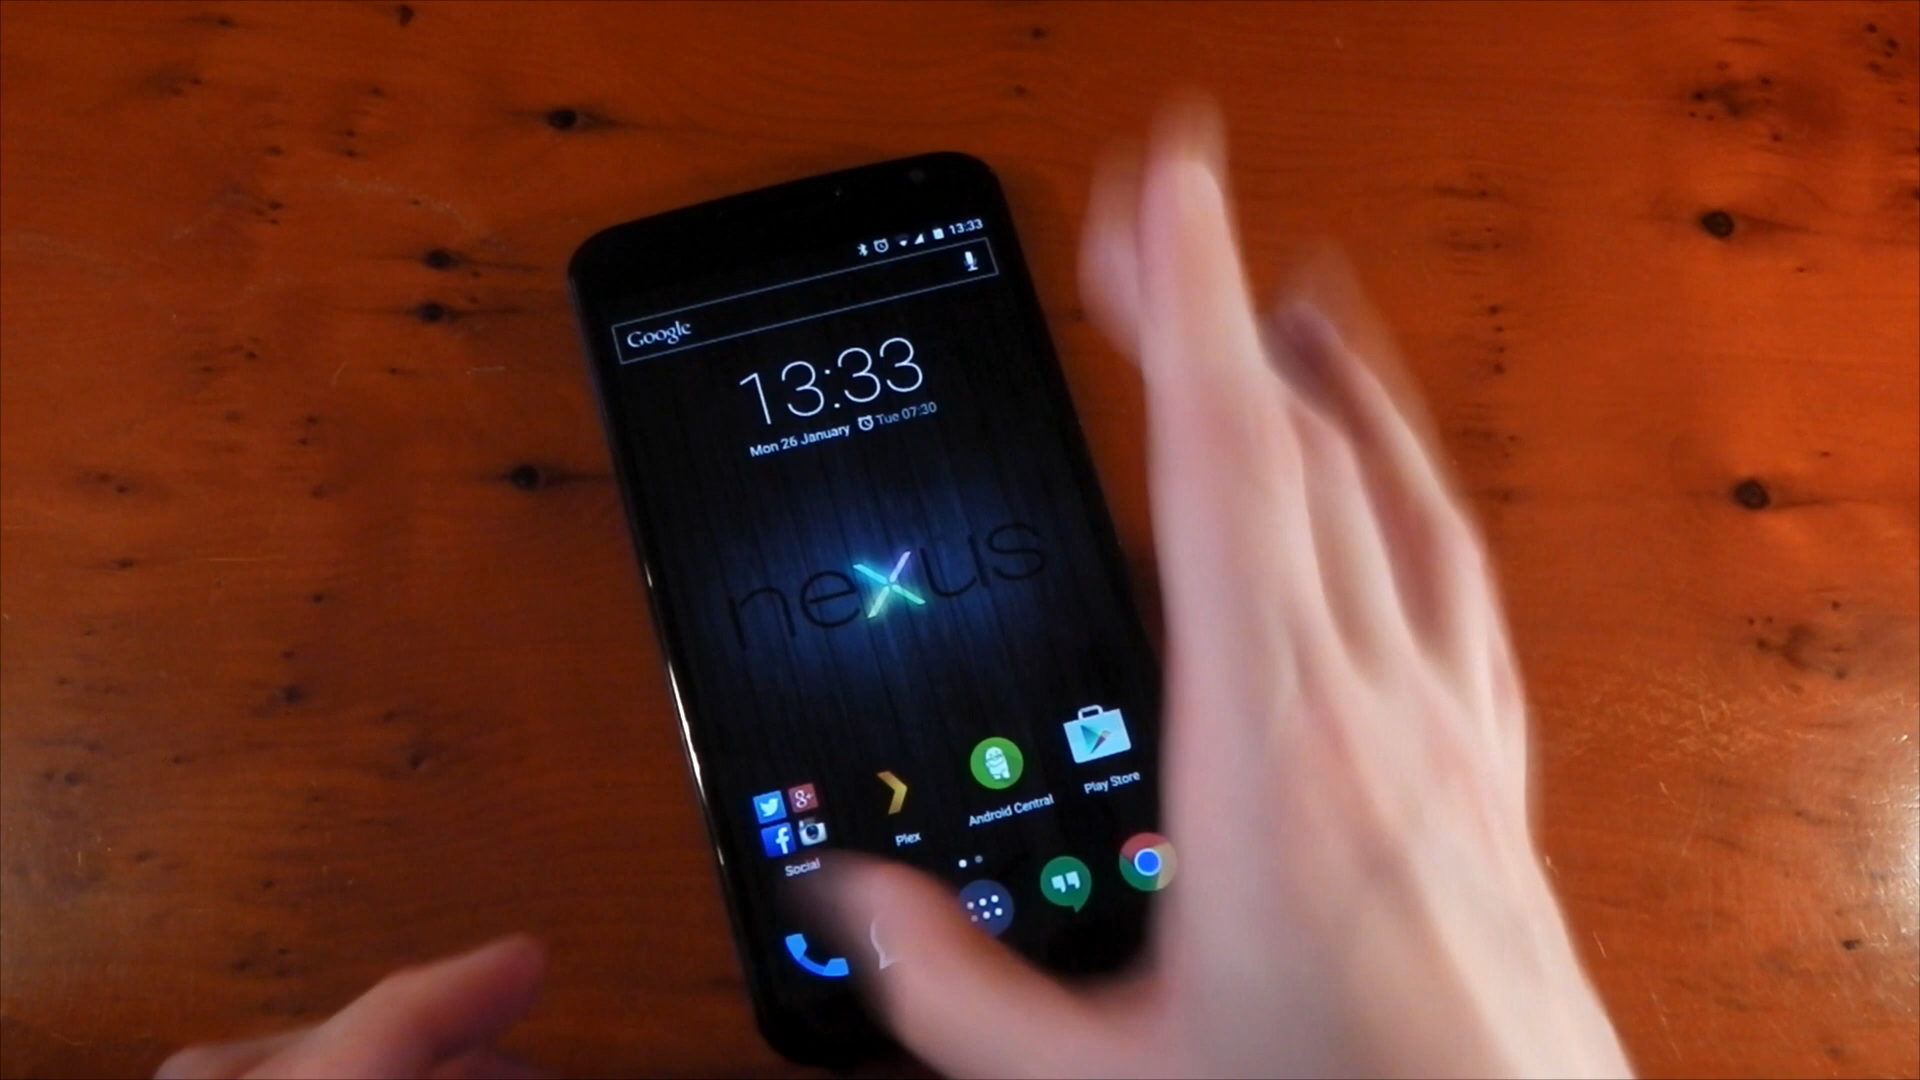 13:33
Google
13:33
Mon 26 January Tue 07:30
nexus
g+
f
Social
Plex
Android Central
Play Store